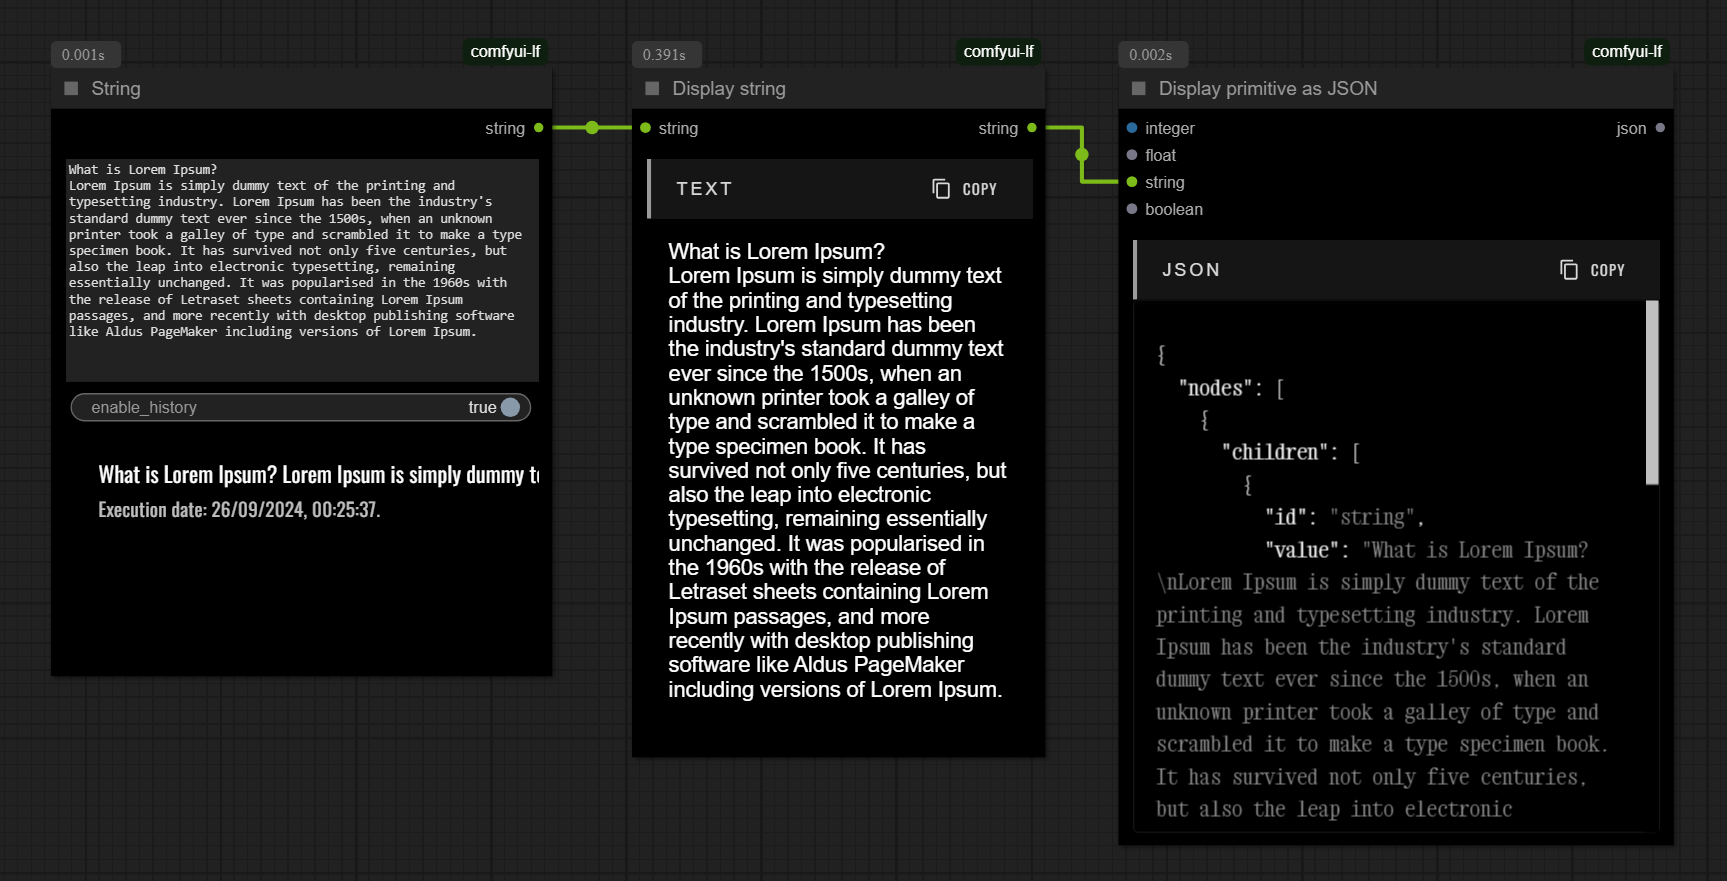 0.001s
comfyui-lf
String
string
What is Lorem Ipsum?
Lorem Ipsum is simply dummy text of the printing and
typesetting industry. Lorem Ipsum has been the industry's
standard dummy text ever since the 1500s, when an unknown
printer took a galley of type and scrambled it to make a type
specimen book. It has survived not only five centuries, but
also the leap into electronic typesetting, remaining
essentially unchanged. It was popularised in the 1960s with
the release of Letraset sheets containing Lorem Ipsum
passages, and more recently with desktop publishing software
like Aldus PageMaker including versions of Lorem Ipsum.
enable_history
true
What is Lorem Ipsum? Lorem Ipsum is simply dummy
Execution date: 26/09/2024, 00:25:37.
0.391s
comfyui-lf
Display string
string
string
TEXT
COPY
What is Lorem Ipsum?
Lorem Ipsum is simply dummy text
of the printing and typesetting
industry. Lorem Ipsum has been
the industry's standard dummy text
ever since the 1500s, when an
unknown printer took a galley of
type and scrambled it to make a
type specimen book. It has
survived not only five centuries, but
also the leap into electronic
typesetting, remaining essentially
unchanged. It was popularised in
the 1960s with the release of
Letraset sheets containing Lorem
Ipsum passages, and more
recently with desktop publishing
software like Aldus PageMaker
including versions of Lorem Ipsum.
0.002s
comfyui-lf
Display primitive as JSON
integer
json
float
string
boolean
JSON
COPY
{
"nodes": [
{
"children": [
{
"id": "string",
"value": "What is Lorem Ipsum?
\nLorem Ipsum is simply dummy text of the
printing and typesetting industry. Lorem
Ipsum has been the industry's standard
dummy text ever since the 1500s, when an
unknown printer took a galley of type and
scrambled it to make a type specimen book.
It has survived not only five centuries,
but also the leap into electronic